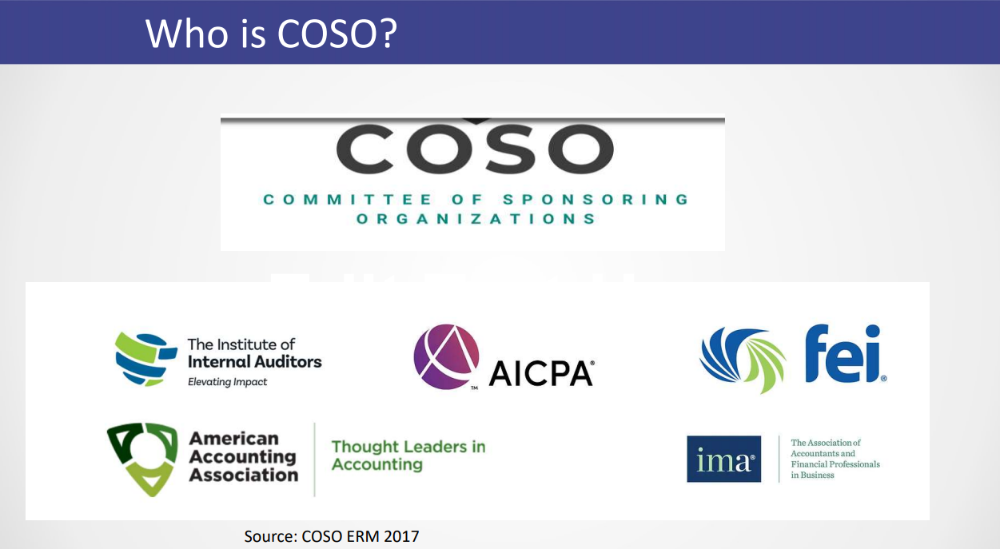 Who is COSO?
COSO
COMMITTEE OF SPONSORING
ORGANIZATIONS
The Institute of
Internal Auditors
Elevating Impact
AICPA®
™
fei®
American
Accounting
Association
Thought Leaders in
Accounting
ima®
The Association of
Accountants and
Financial Professionals
in Business
Source: COSO ERM 2017